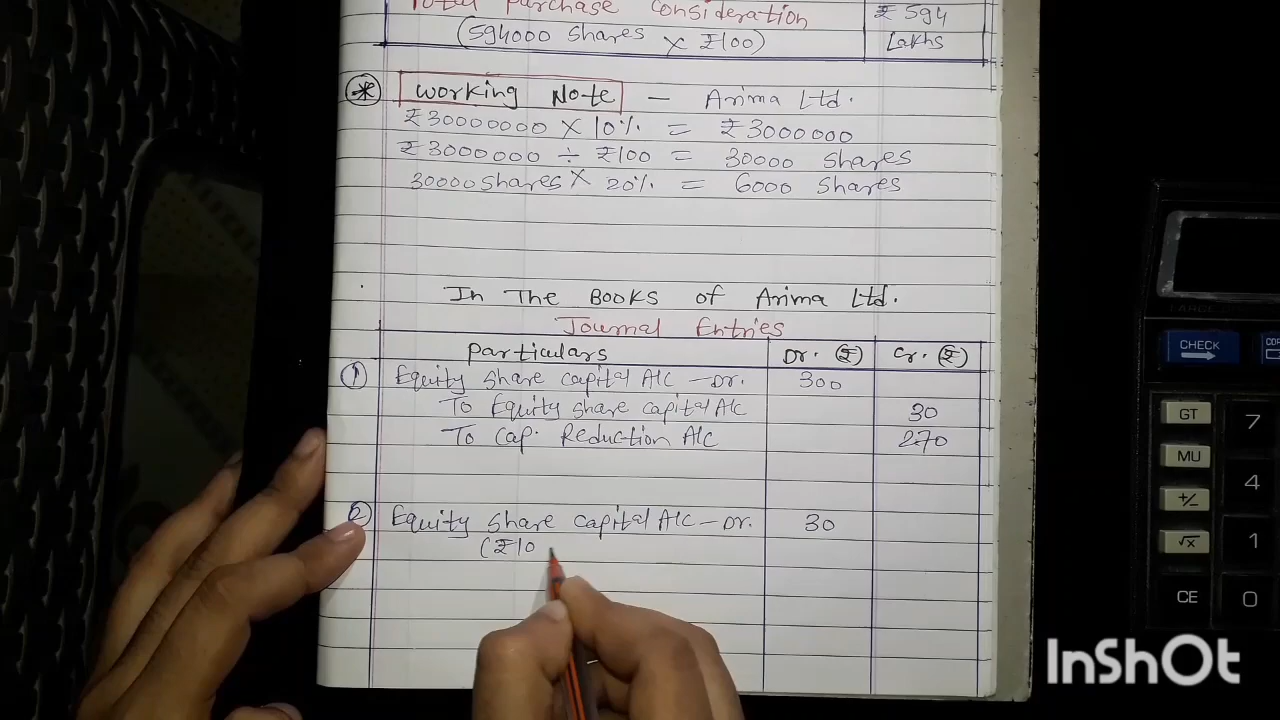 Total Purchase Consideration
₹ 594
(594000 Shares × ₹100)
Lakhs
* Working Note — Arima Ltd.
₹30000000 × 10% = ₹3000000
₹3000000 ÷ ₹100 = 30000 Shares
30000 Shares × 20% = 6000 Shares
In The Books of Arima Ltd.
Journal Entries
Particulars Dr. (₹) Cr. (₹)
① Equity Share Capital A/c — Dr. 300
To Equity Share Capital A/c 30
To Cap. Reduction A/c 270
② Equity Share Capital A/c — Dr. 30
(₹10
CHECK
GT 7
MU
4
+/-
√x 1
CE 0
InShOt